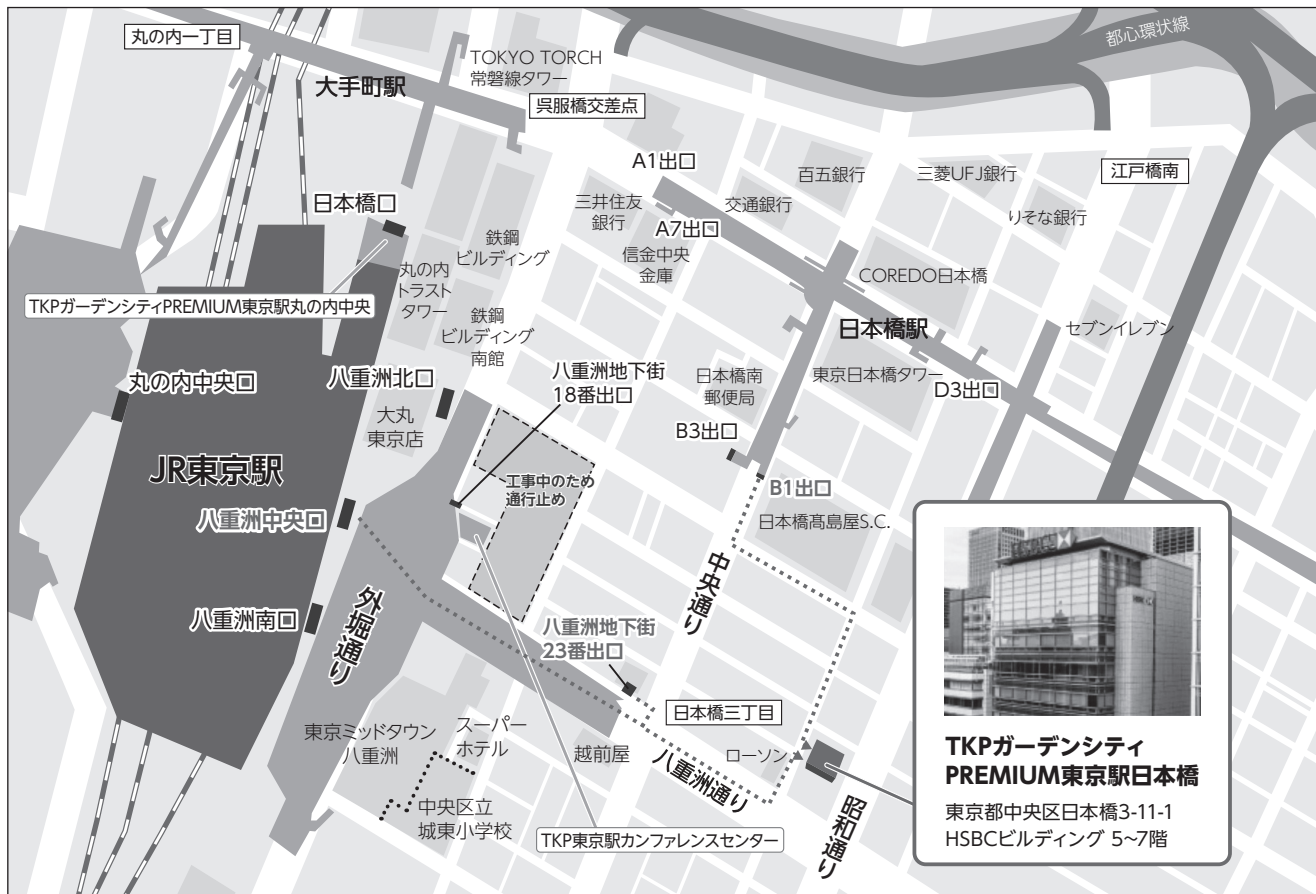 都心環状線
丸の内一丁目
TOKYO TORCH
常磐線タワー
大手町駅
呉服橋交差点
A1出口
百五銀行
三菱UFJ銀行
江戸橋南
三井住友
銀行
交通銀行
りそな銀行
日本橋口
A7出口
信金中央
金庫
鉄鋼
ビルディング
丸の内
トラスト
タワー
COREDO日本橋
TKPガーデンシティPREMIUM東京駅丸の内中央
鉄鋼
ビルディング
南館
日本橋駅
セブンイレブン
丸の内中央口
八重洲北口
八重洲地下街
18番出口
日本橋南
郵便局
東京日本橋タワー
D3出口
大丸
東京店
B3出口
JR東京駅
工事中のため
通行止め
B1出口
八重洲中央口
日本橋髙島屋S.C.
中央通り
外堀通り
八重洲南口
八重洲地下街
23番出口
日本橋三丁目
東京ミッドタウン
八重洲
スーパー
ホテル
越前屋
八重洲通り
ローソン
昭和通り
中央区立
城東小学校
TKP東京駅カンファレンスセンター
HSBC
TKPガーデンシティ
PREMIUM東京駅日本橋
東京都中央区日本橋3-11-1
HSBCビルディング 5~7階